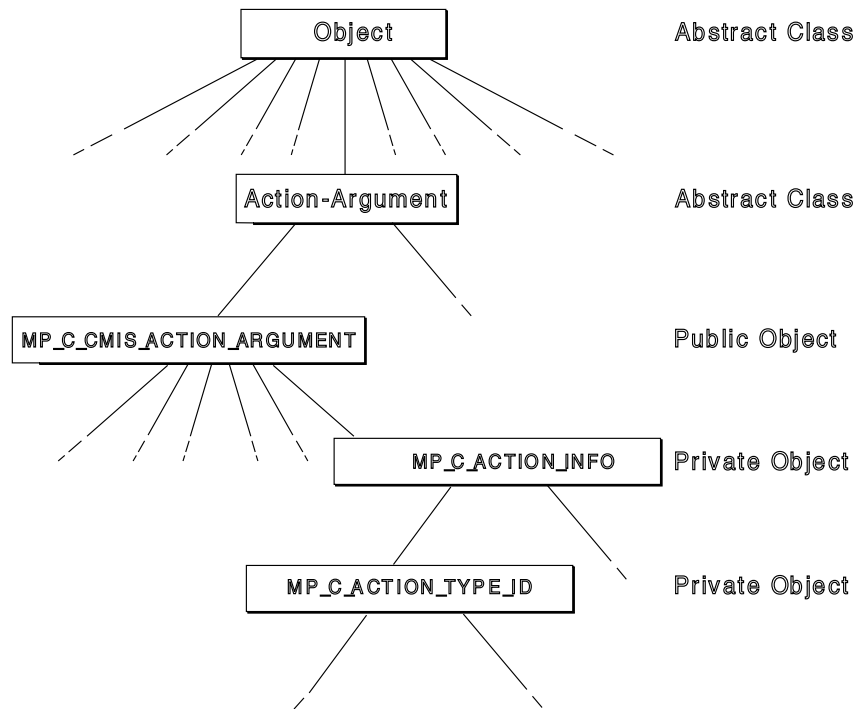 Object Abstract Class
Action-Argument Abstract Class
MP_C_CMIS_ACTION_ARGUMENT Public Object
MP_C_ACTION_INFO Private Object
MP_C_ACTION_TYPE_ID Private Object